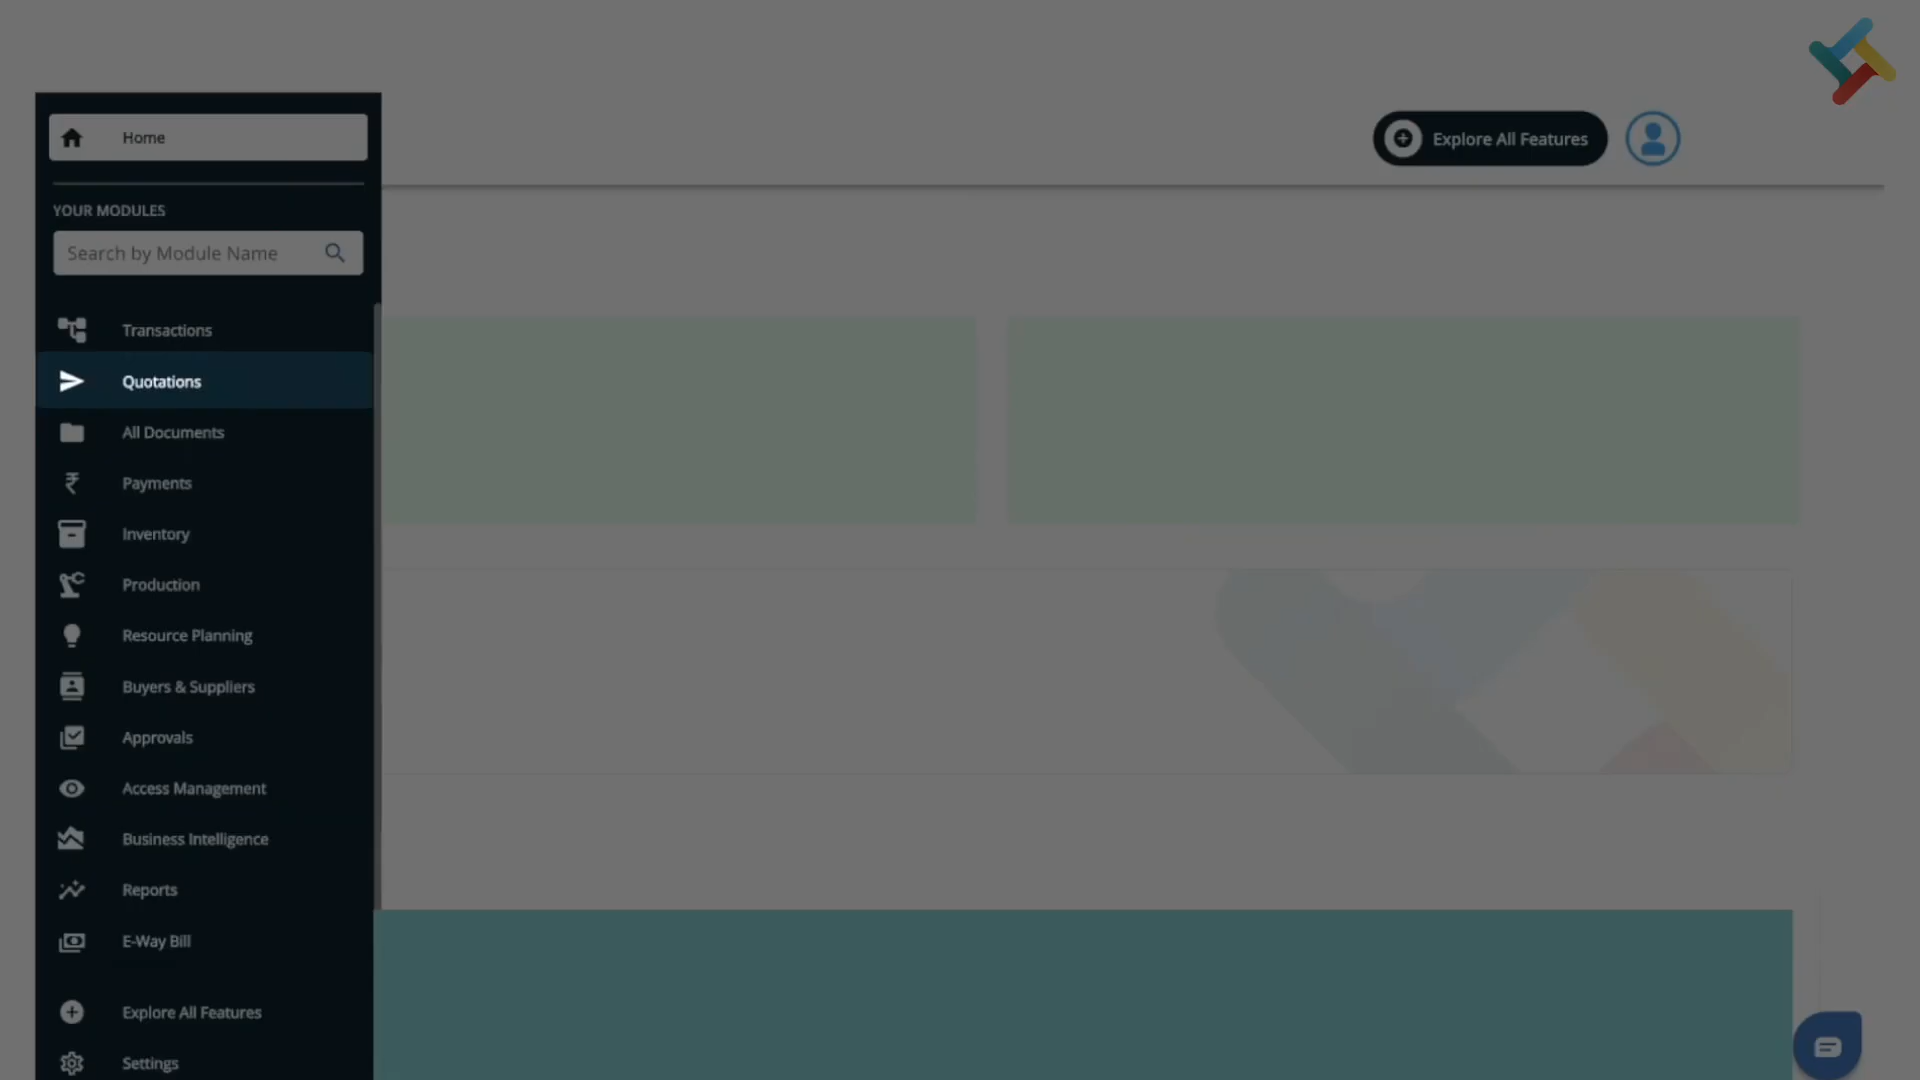 Home
Explore All Features
YOUR MODULES
Search by Module Name
Transactions
Quotations
All Documents
Payments
Inventory
Production
Resource Planning
Buyers & Suppliers
Approvals
Access Management
Business Intelligence
Reports
E-Way Bill
Explore All Features
Settings